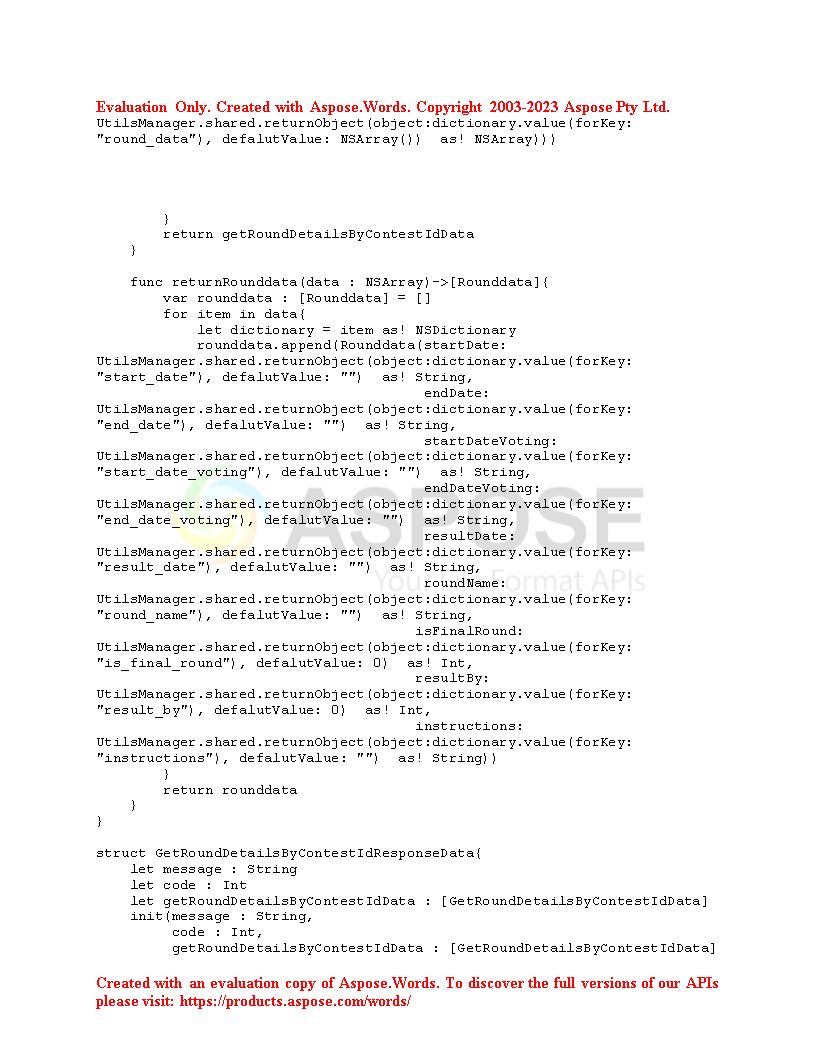 Evaluation Only. Created with Aspose.Words. Copyright 2003-2023 Aspose Pty Ltd.
UtilsManager.shared.returnObject(object:dictionary.value(forKey:
"round_data"), defalutValue: NSArray())  as! NSArray)))
}
return getRoundDetailsByContestIdData
}
func returnRounddata(data : NSArray)->[Rounddata]{
var rounddata : [Rounddata] = []
for item in data{
let dictionary = item as! NSDictionary
rounddata.append(Rounddata(startDate:
UtilsManager.shared.returnObject(object:dictionary.value(forKey:
"start_date"), defalutValue: "")  as! String,
endDate:
UtilsManager.shared.returnObject(object:dictionary.value(forKey:
"end_date"), defalutValue: "")  as! String,
startDateVoting:
UtilsManager.shared.returnObject(object:dictionary.value(forKey:
"start_date_voting"), defalutValue: "")  as! String,
endDateVoting:
UtilsManager.shared.returnObject(object:dictionary.value(forKey:
"end_date_voting"), defalutValue: "")  as! String,
resultDate:
UtilsManager.shared.returnObject(object:dictionary.value(forKey:
"result_date"), defalutValue: "")  as! String,
roundName:
UtilsManager.shared.returnObject(object:dictionary.value(forKey:
"round_name"), defalutValue: "")  as! String,
isFinalRound:
UtilsManager.shared.returnObject(object:dictionary.value(forKey:
"is_final_round"), defalutValue: 0)  as! Int,
resultBy:
UtilsManager.shared.returnObject(object:dictionary.value(forKey:
"result_by"), defalutValue: 0)  as! Int,
instructions:
UtilsManager.shared.returnObject(object:dictionary.value(forKey:
"instructions"), defalutValue: "")  as! String))
}
return rounddata
}
}
struct GetRoundDetailsByContestIdResponseData{
let message : String
let code : Int
let getRoundDetailsByContestIdData : [GetRoundDetailsByContestIdData]
init(message : String,
code : Int,
getRoundDetailsByContestIdData : [GetRoundDetailsByContestIdData]
Created with an evaluation copy of Aspose.Words. To discover the full versions of our APIs
please visit: https://products.aspose.com/words/
ASPOSE
Your File Format APIs